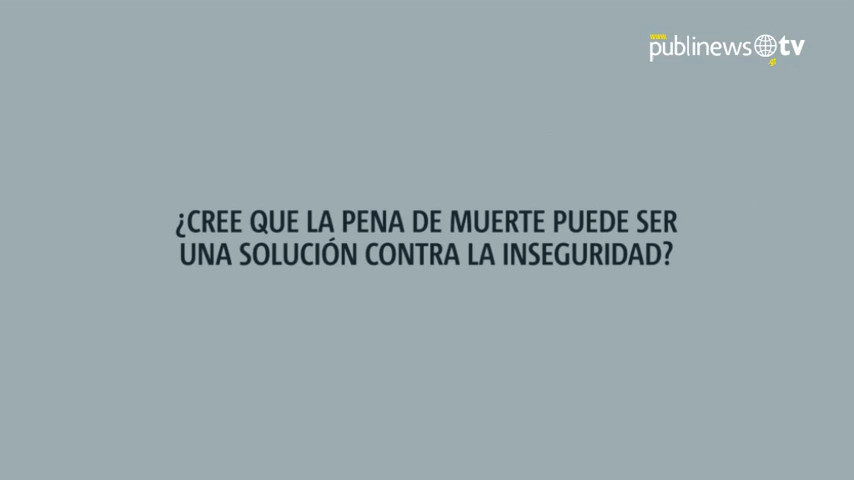 www.
publinews tv
.gt
¿CREE QUE LA PENA DE MUERTE PUEDE SER
UNA SOLUCIÓN CONTRA LA INSEGURIDAD?